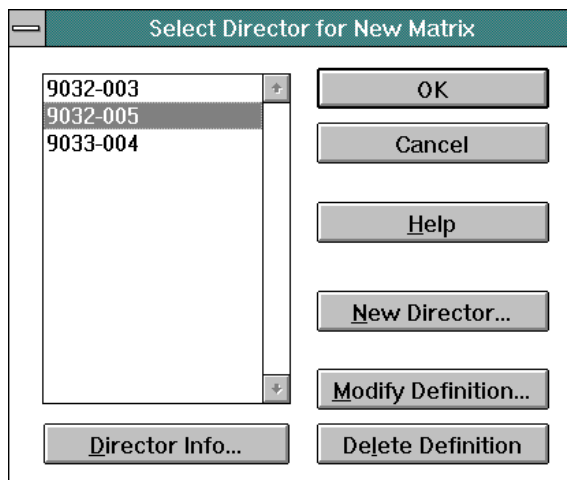 Select Director for New Matrix
9032-003
9032-005
9033-004
OK
Cancel
Help
New Director...
Modify Definition...
Director Info...
Delete Definition